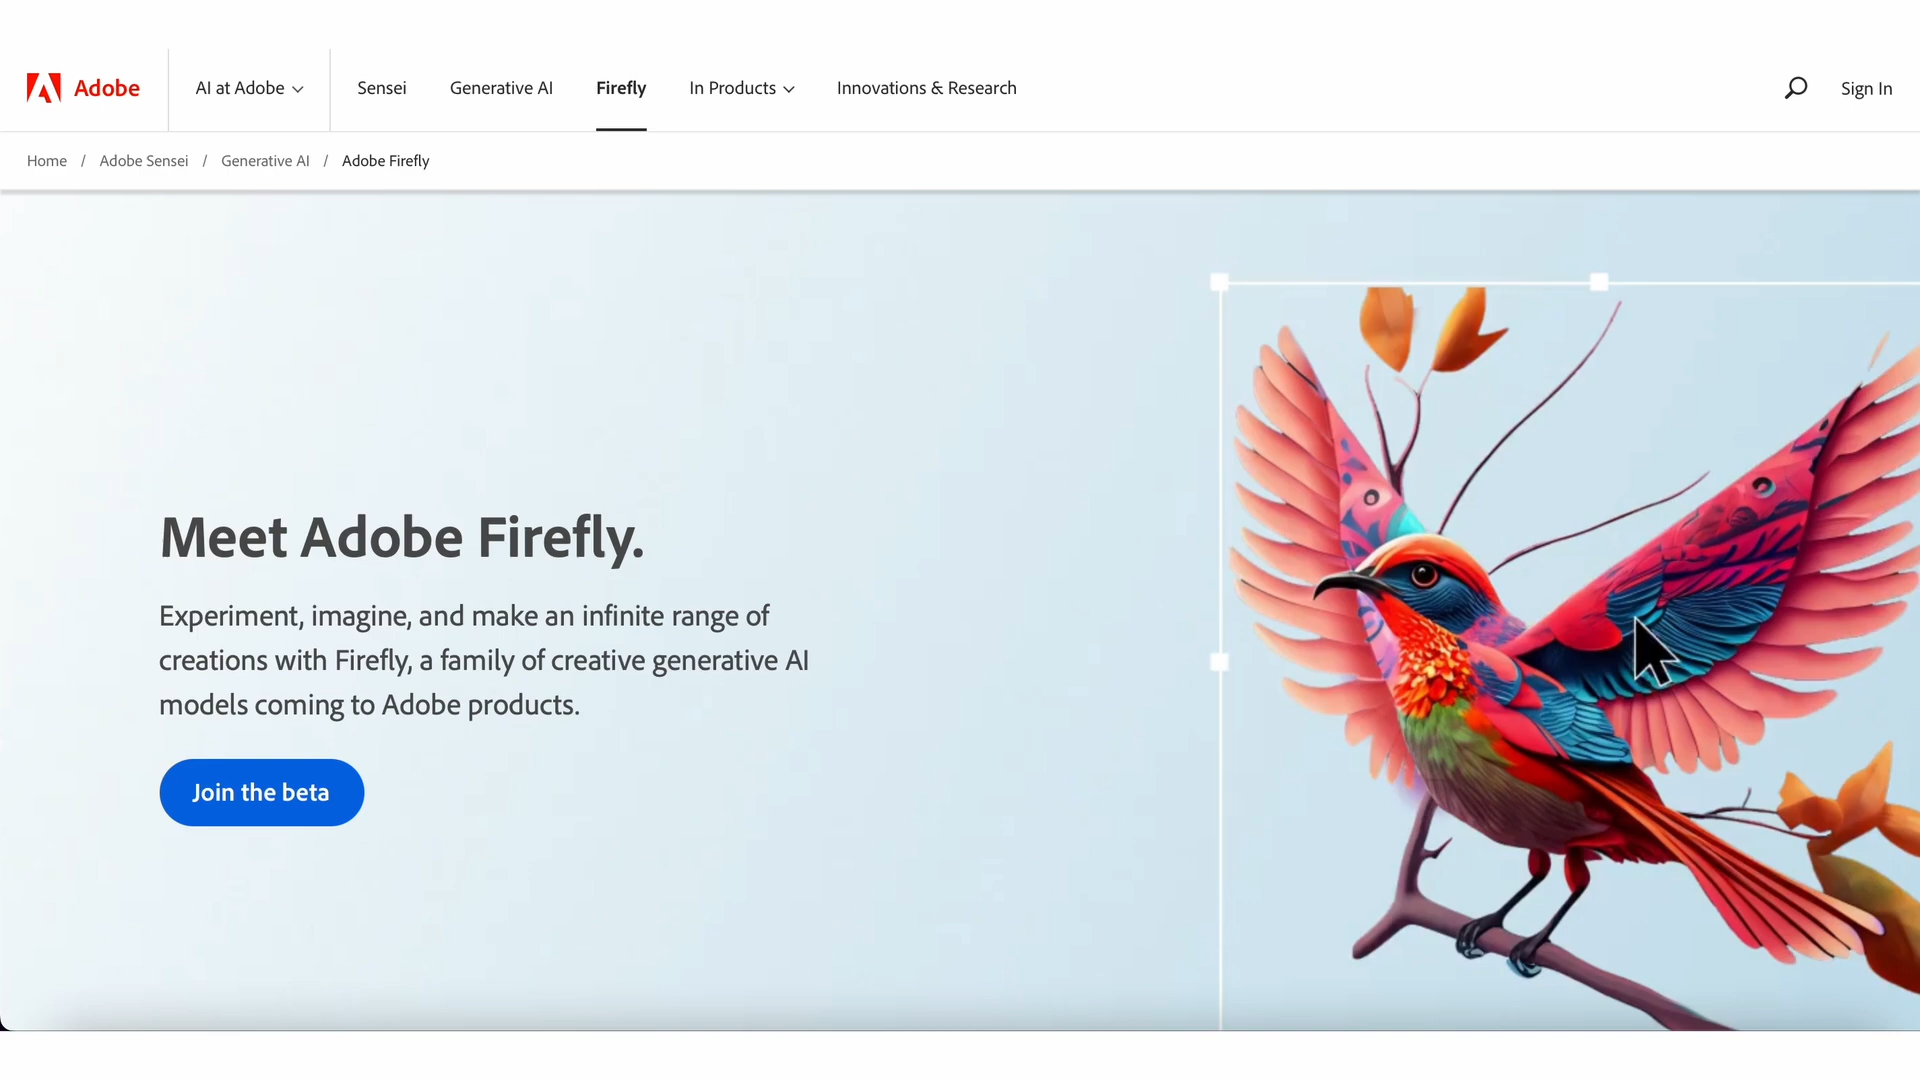 Adobe
AI at Adobe
Sensei
Generative AI
Firefly
In Products
Innovations & Research
Sign In
Home / Adobe Sensei / Generative AI / Adobe Firefly
Meet Adobe Firefly.
Experiment, imagine, and make an infinite range of
creations with Firefly, a family of creative generative AI
models coming to Adobe products.
Join the beta